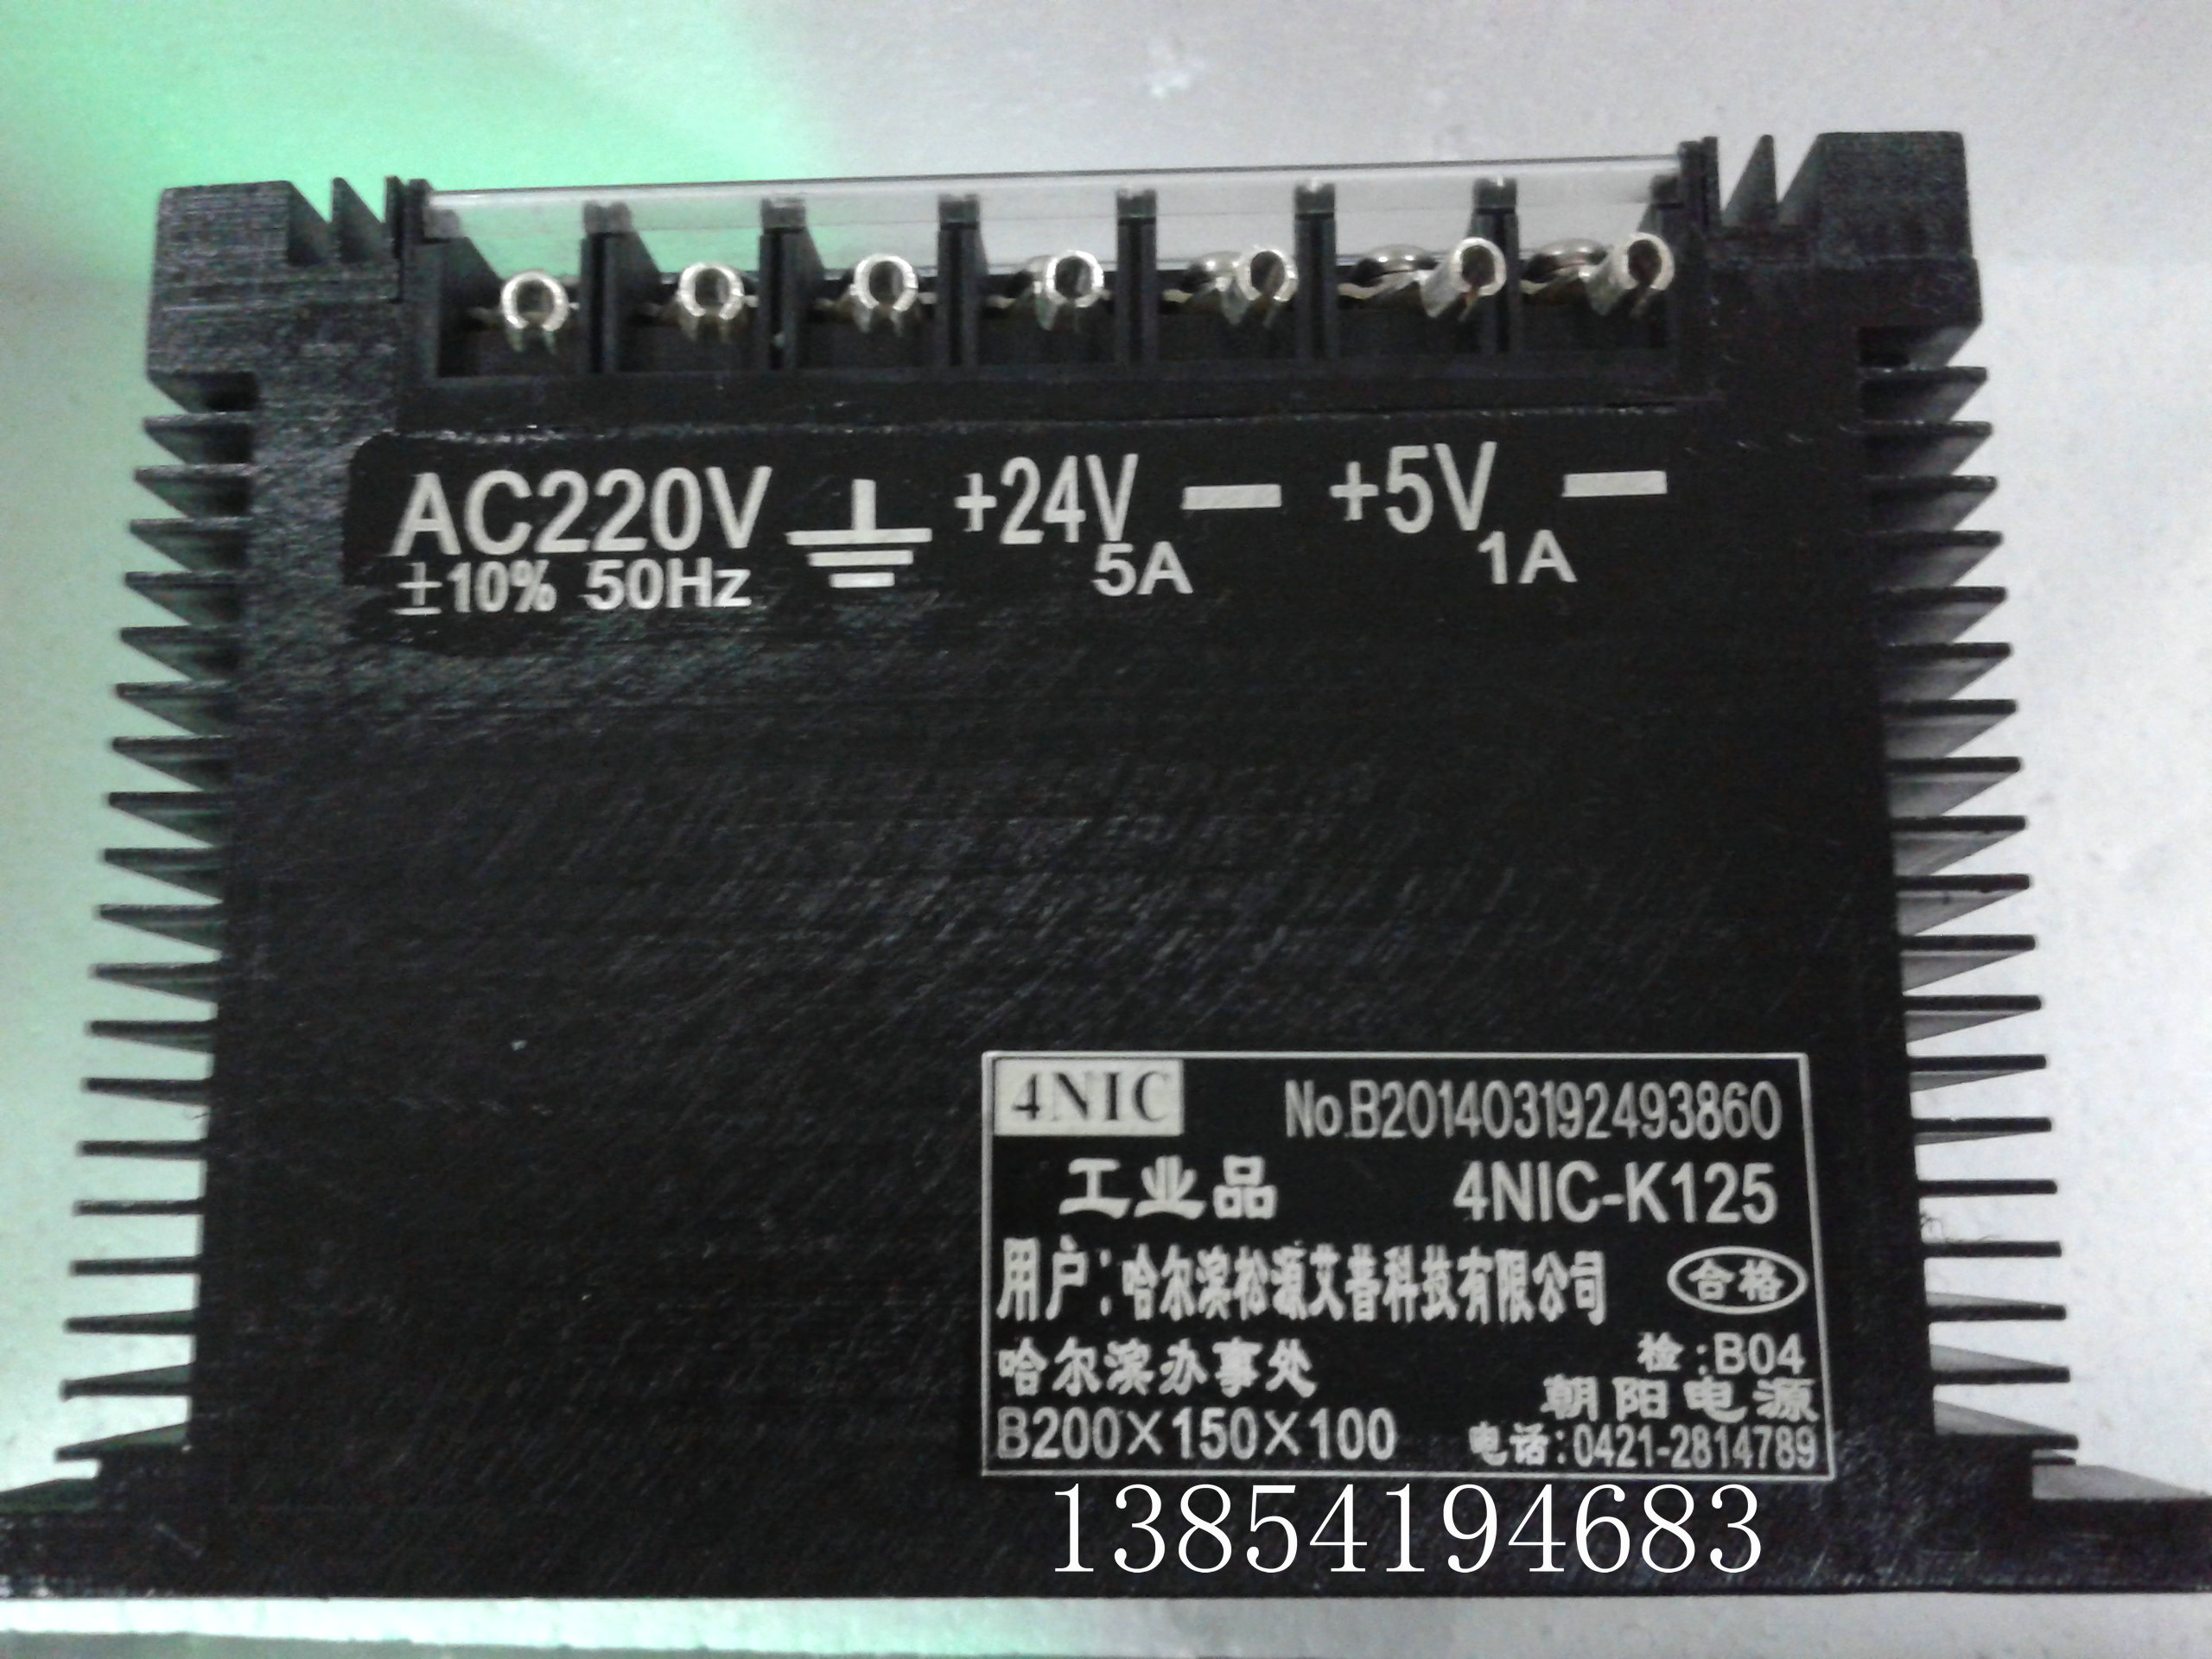 AC220V +24V — +5V —
±10% 50Hz 5A 1A
4NIC No.B201403192493860
工业品 4NIC-K125
用户:哈尔滨松源艾普科技有限公司 合格
哈尔滨办事处 检:B04
朝阳电源
B200×150×100 电话:0421-2814789
13854194683